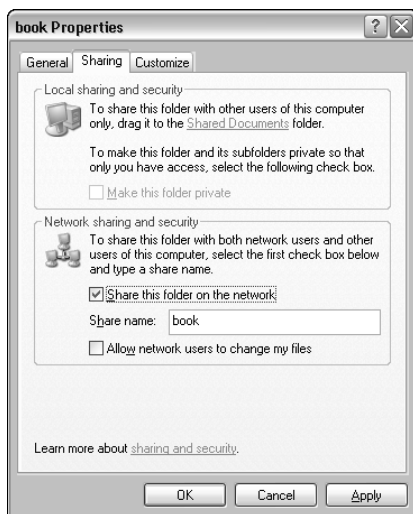 book Properties
General Sharing Customize
Local sharing and security
To share this folder with other users of this computer
only, drag it to the Shared Documents folder.
To make this folder and its subfolders private so that
only you have access, select the following check box.
Make this folder private
Network sharing and security
To share this folder with both network users and other
users of this computer, select the first check box below
and type a share name.
Share this folder on the network
Share name: book
Allow network users to change my files
Learn more about sharing and security.
OK Cancel Apply